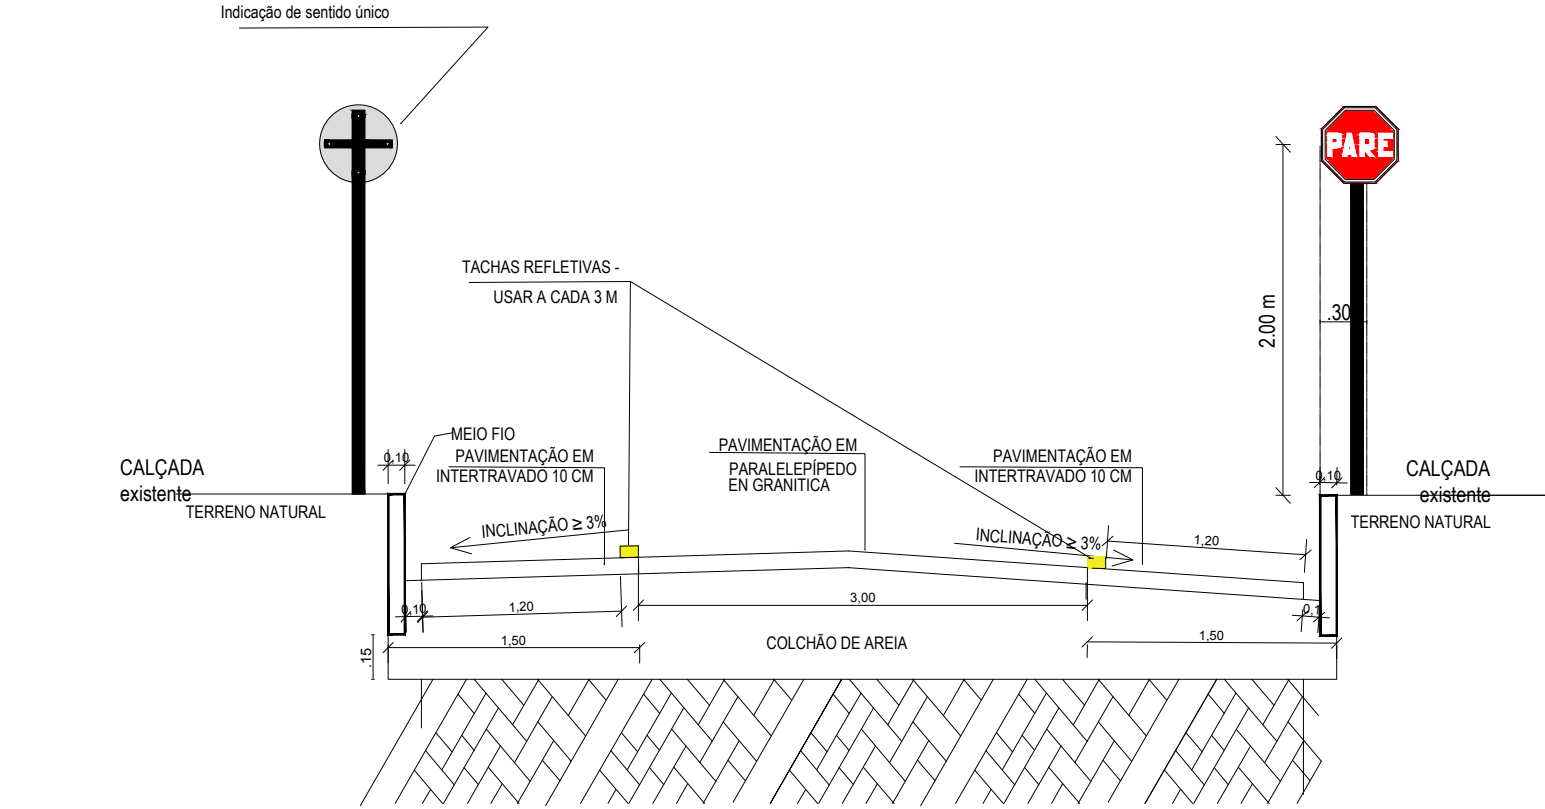 Indicação de sentido único
PARE
TACHAS REFLETIVAS -
USAR A CADA 3 M
2.00 m
.30
MEIO FIO
0,10
PAVIMENTAÇÃO EM
INTERTRAVADO 10 CM
PAVIMENTAÇÃO EM
PARALELEPÍPEDO
EN GRANITICA
PAVIMENTAÇÃO EM
INTERTRAVADO 10 CM
0,10
CALÇADA
existente
TERRENO NATURAL
CALÇADA
existente
TERRENO NATURAL
INCLINAÇÃO ≥ 3%
INCLINAÇÃO ≥ 3%
1,20
0,10
1,20
3,00
0,1
1,50
COLCHÃO DE AREIA
1,50
.15